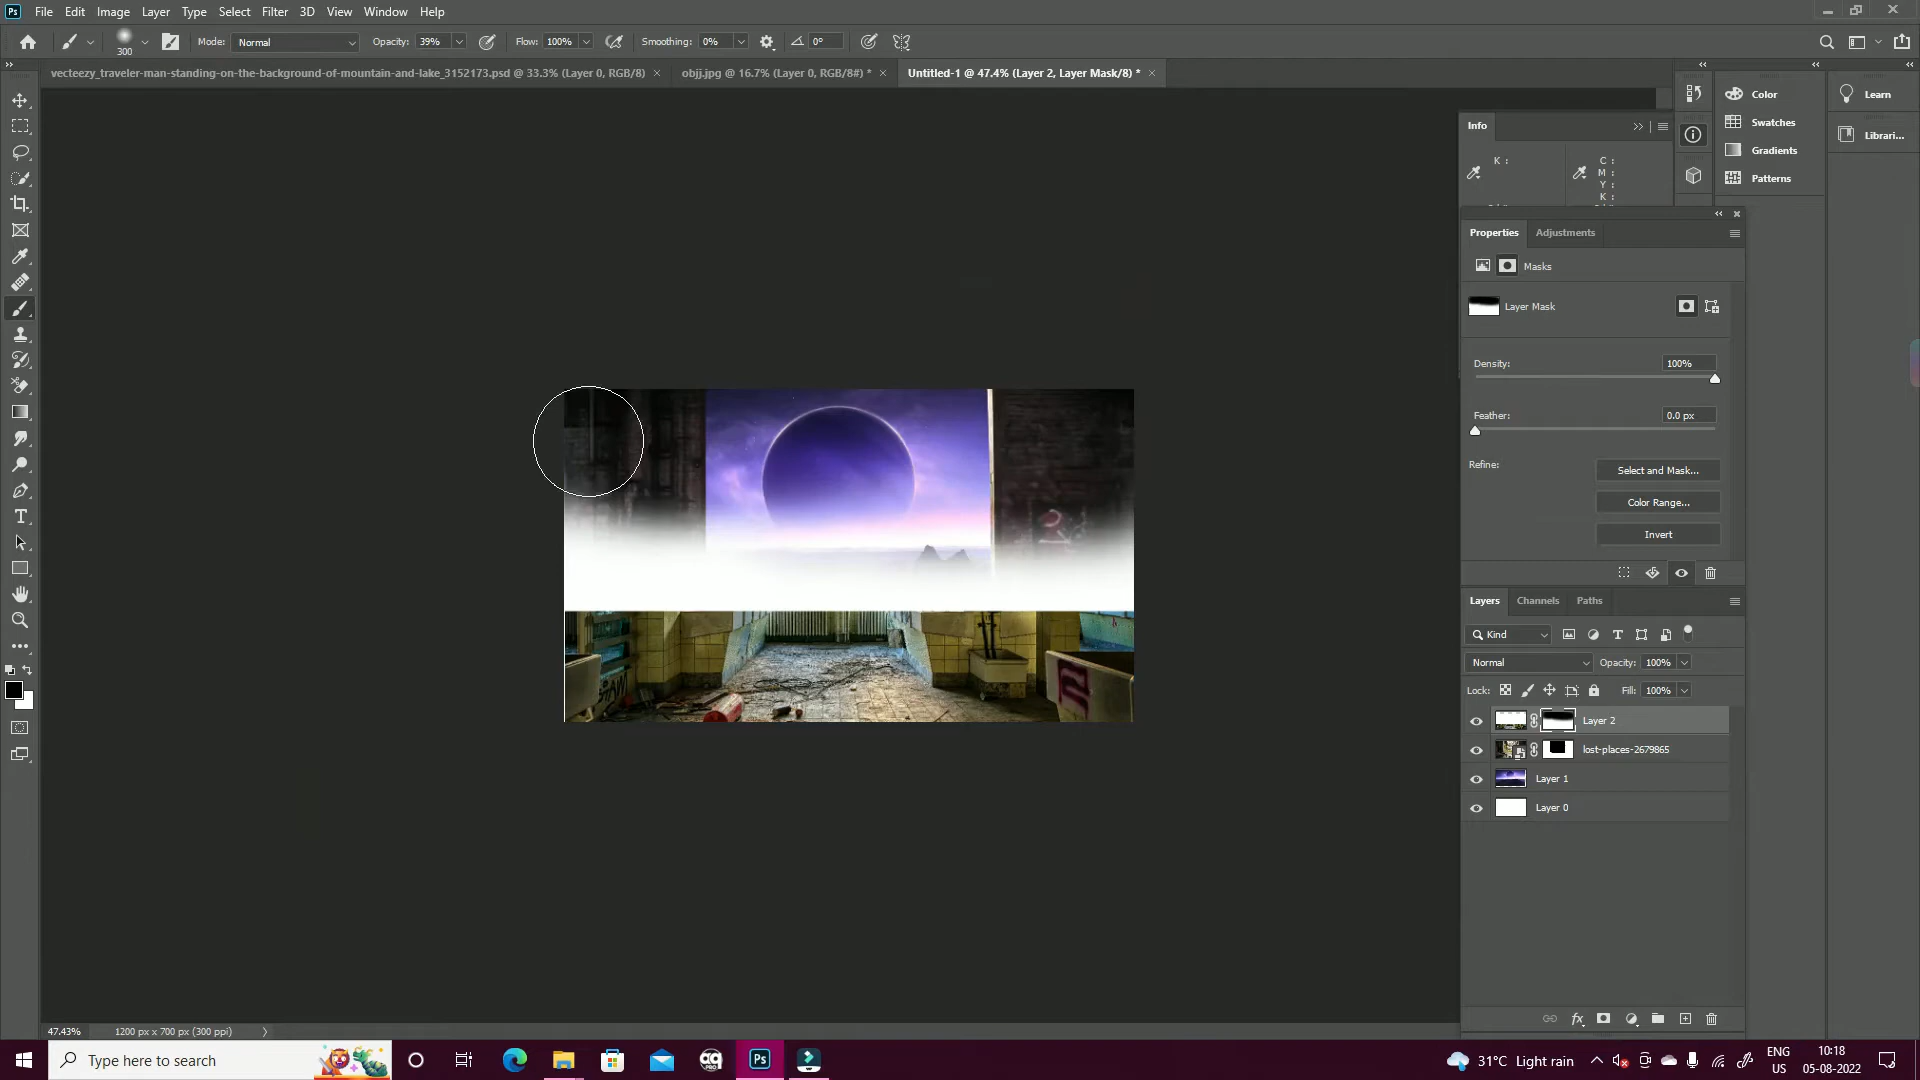 Ps File Edit Image Layer Type Select Filter 3D View Window Help
300 Mode: Normal Opacity: 39% Flow: 100% Smoothing: 0% 0°
vecteezy_traveler-man-standing-on-the-background-of-mountain-and-lake_3152173.psd @ 33.3% (Layer 0, RGB/8)
objj.jpg @ 16.7% (Layer 0, RGB/8#) *
Untitled-1 @ 47.4% (Layer 2, Layer Mask/8) *
Color
Swatches
Gradients
Patterns
Learn
Librari...
Info
K :
C :
M :
Y :
K :
Properties Adjustments
Masks
Layer Mask
Density: 100%
Feather: 0.0 px
Refine:
Select and Mask...
Color Range...
Invert
Layers Channels Paths
Kind
Normal Opacity: 100%
Lock: Fill: 100%
Layer 2
lost-places-2679865
Layer 1
Layer 0
47.43% 1200 px x 700 px (300 ppi)
Type here to search
PRO
Ps
31°C Light rain
ENG
US
10:18
05-08-2022